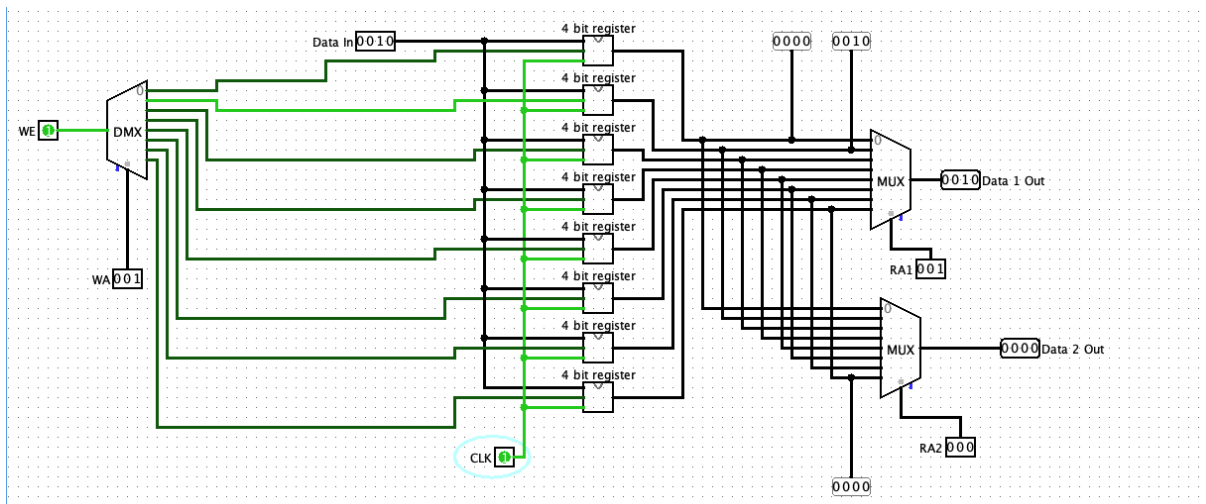 4 bit register
Data In 0010
0000
0010
4 bit register
0
WE 1
DMX
4 bit register
0
4 bit register
MUX
0010 Data 1 Out
4 bit register
WA 001
RA1 001
4 bit register
0
4 bit register
MUX
0000 Data 2 Out
4 bit register
RA2 000
CLK 1
0000